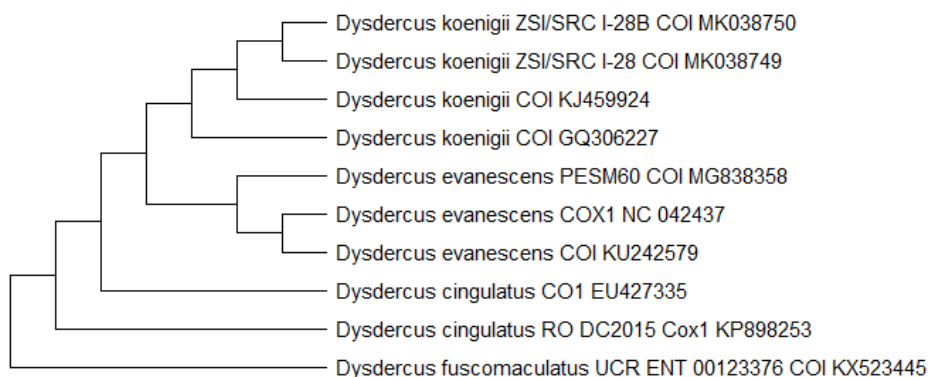 Dysdercus koenigii ZSI/SRC I-28B COI MK038750
Dysdercus koenigii ZSI/SRC I-28 COI MK038749
Dysdercus koenigii COI KJ459924
Dysdercus koenigii COI GQ306227
Dysdercus evanescens PESM60 COI MG838358
Dysdercus evanescens COX1 NC 042437
Dysdercus evanescens COI KU242579
Dysdercus cingulatus CO1 EU427335
Dysdercus cingulatus RO DC2015 Cox1 KP898253
Dysdercus fuscomaculatus UCR ENT 00123376 COI KX523445